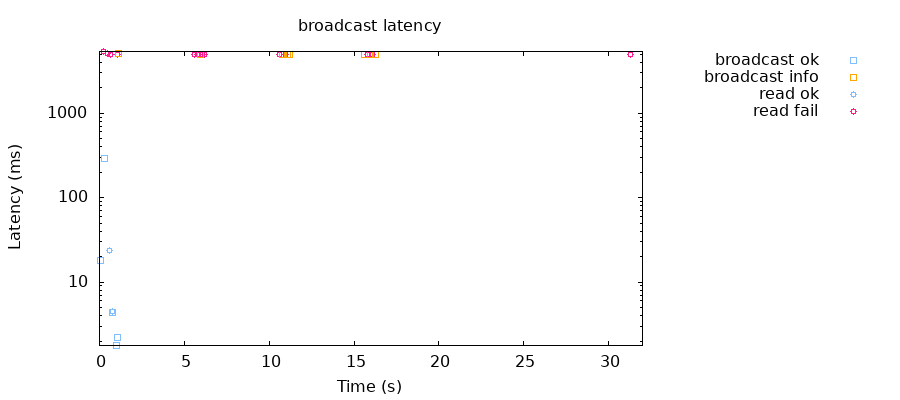 broadcast latency
broadcast ok
broadcast info
read ok
read fail
Latency (ms)
1000
100
10
0 5 10 15 20 25 30
Time (s)